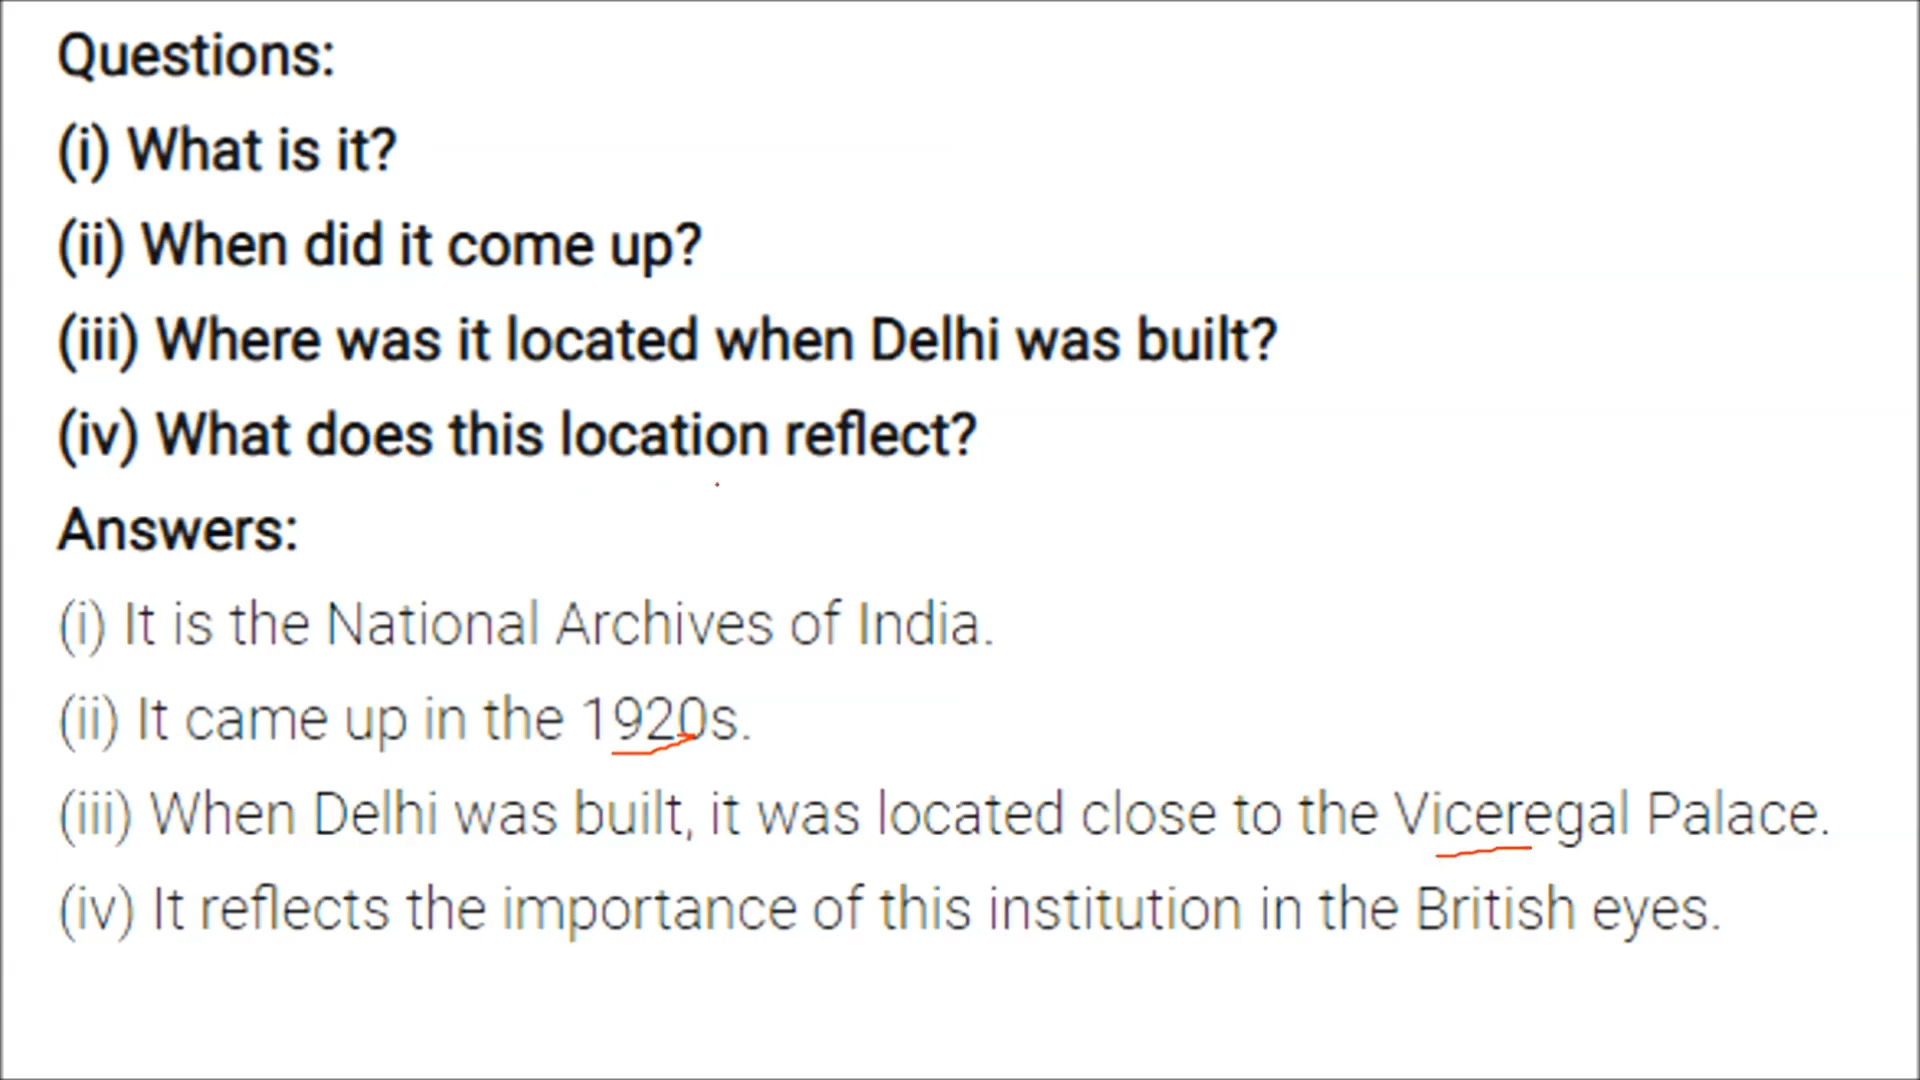 Questions:
(i) What is it?
(ii) When did it come up?
(iii) Where was it located when Delhi was built?
(iv) What does this location reflect?
Answers:
(i) It is the National Archives of India.
(ii) It came up in the 1920s.
(iii) When Delhi was built, it was located close to the Viceregal Palace.
(iv) It reflects the importance of this institution in the British eyes.